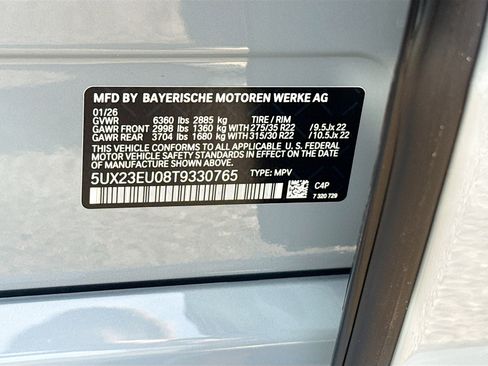 MFD BY BAYERISCHE MOTOREN WERKE AG
01/26
GVWR 6360 lbs 2885 kg TIRE / RIM
GAWR FRONT 2998 lbs 1360 kg WITH 275/35 R22 / 9.5Jx 22
GAWR REAR 3704 lbs 1680 kg WITH 315/30 R22 / 10.5Jx 22
THIS VEHICLE CONFORMS TO ALL APPLICABLE U.S. FEDERAL
MOTOR VEHICLE SAFETY STANDARDS IN EFFECT ON THE DATE
OF MANUFACTURE SHOWN ABOVE.
5UX23EU08T9330765 TYPE: MPV
C4P
7 320 729